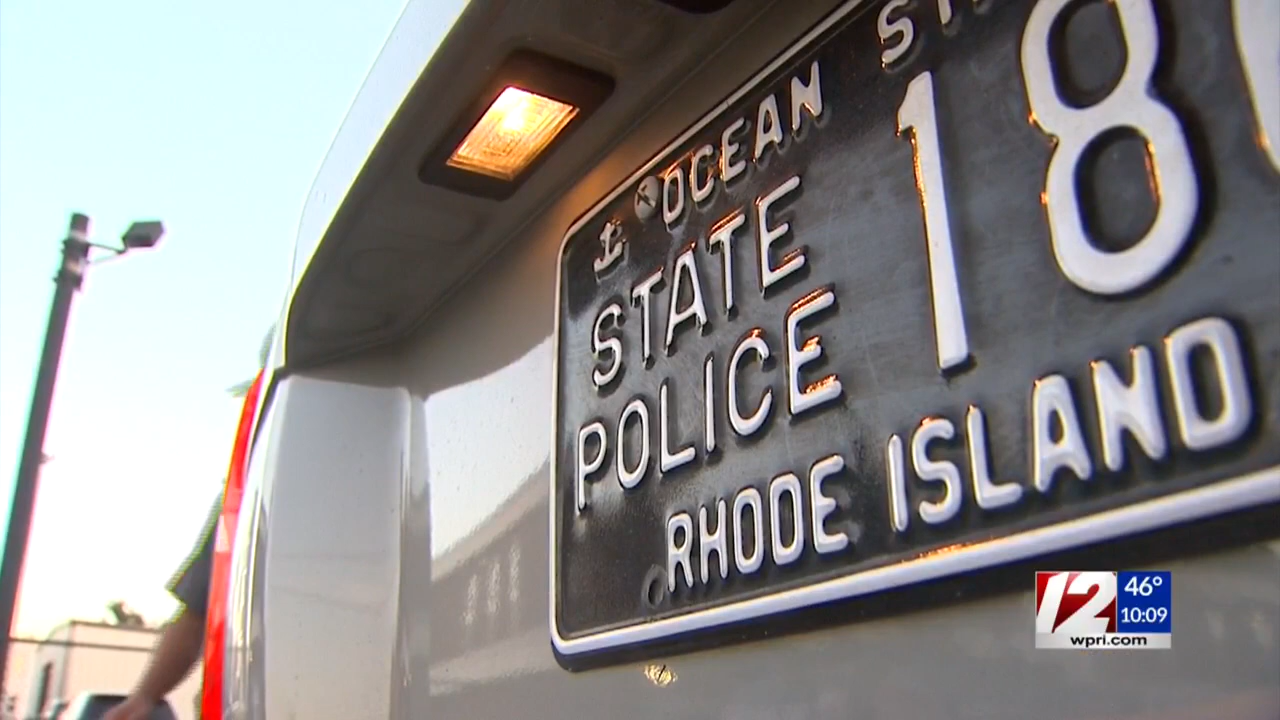 OCEAN
STATE
POLICE
18
RHODE ISLAND
12
46°
10:09
wpri.com